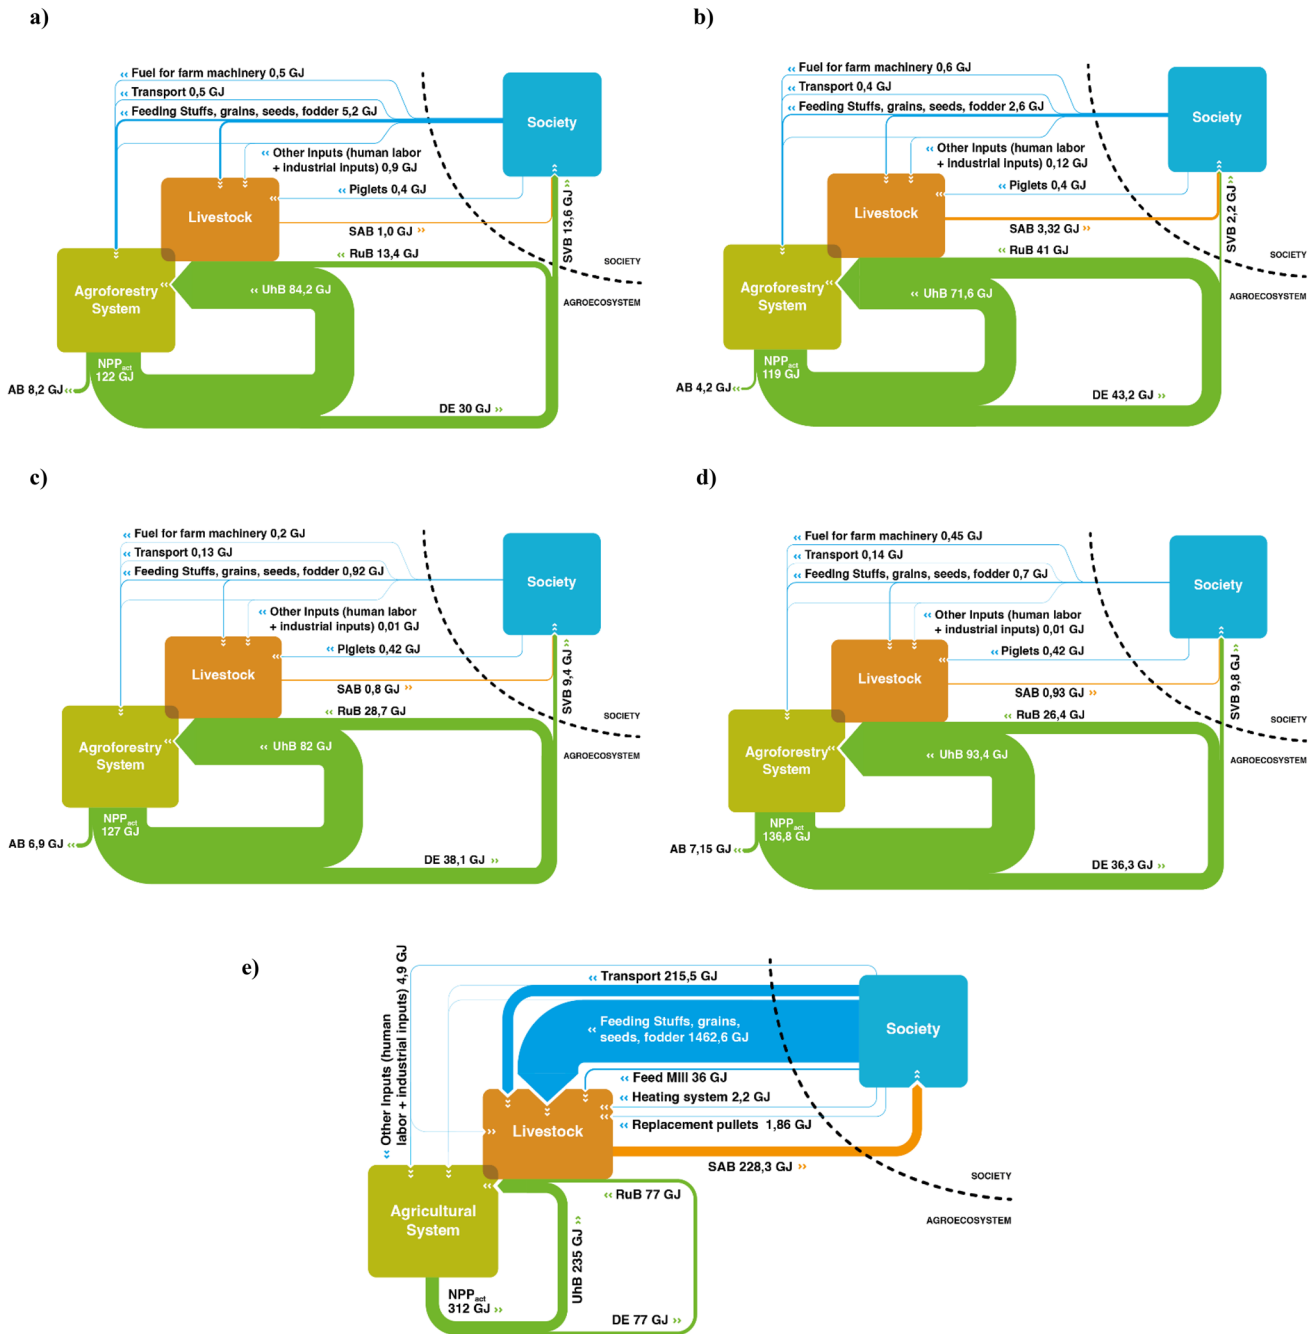 a)
Fuel for farm machinery 0,5 GJ
Transport 0,5 GJ
Feeding Stuffs, grains, seeds, fodder 5,2 GJ
Society
Other Inputs (human labor
+ industrial inputs) 0,9 GJ
Piglets 0,4 GJ
Livestock
SAB 1,0 GJ
SVB 13,6 GJ
RuB 13,4 GJ
SOCIETY
AGROECOSYSTEM
Agroforestry
System
UhB 84,2 GJ
NPPact
122 GJ
AB 8,2 GJ
DE 30 GJ
b)
Fuel for farm machinery 0,6 GJ
Transport 0,4 GJ
Feeding Stuffs, grains, seeds, fodder 2,6 GJ
Society
Other Inputs (human labor
+ industrial inputs) 0,12 GJ
Piglets 0,4 GJ
Livestock
SAB 3,32 GJ
SVB 2,2 GJ
RuB 41 GJ
SOCIETY
AGROECOSYSTEM
Agroforestry
System
UhB 71,6 GJ
NPPact
119 GJ
AB 4,2 GJ
DE 43,2 GJ
c)
Fuel for farm machinery 0,2 GJ
Transport 0,13 GJ
Feeding Stuffs, grains, seeds, fodder 0,92 GJ
Society
Other Inputs (human labor
+ industrial inputs) 0,01 GJ
Piglets 0,42 GJ
Livestock
SAB 0,8 GJ
SVB 9,4 GJ
RuB 28,7 GJ
SOCIETY
AGROECOSYSTEM
Agroforestry
System
UhB 82 GJ
NPPact
127 GJ
AB 6,9 GJ
DE 38,1 GJ
d)
Fuel for farm machinery 0,45 GJ
Transport 0,14 GJ
Feeding Stuffs, grains, seeds, fodder 0,7 GJ
Society
Other Inputs (human labor
+ industrial inputs) 0,01 GJ
Piglets 0,42 GJ
Livestock
SAB 0,93 GJ
SVB 9,8 GJ
RuB 26,4 GJ
SOCIETY
AGROECOSYSTEM
Agroforestry
System
UhB 93,4 GJ
NPPact
136,8 GJ
AB 7,15 GJ
DE 36,3 GJ
e)
Other Inputs (human
labor + industrial inputs) 4,9 GJ
Transport 215,5 GJ
Feeding Stuffs, grains,
seeds, fodder 1462,6 GJ
Society
Feed Mill 36 GJ
Heating system 2,2 GJ
Replacement pullets 1,86 GJ
Livestock
SAB 228,3 GJ
SOCIETY
AGROECOSYSTEM
RuB 77 GJ
Agricultural
System
UhB 235 GJ
NPPact
312 GJ
DE 77 GJ